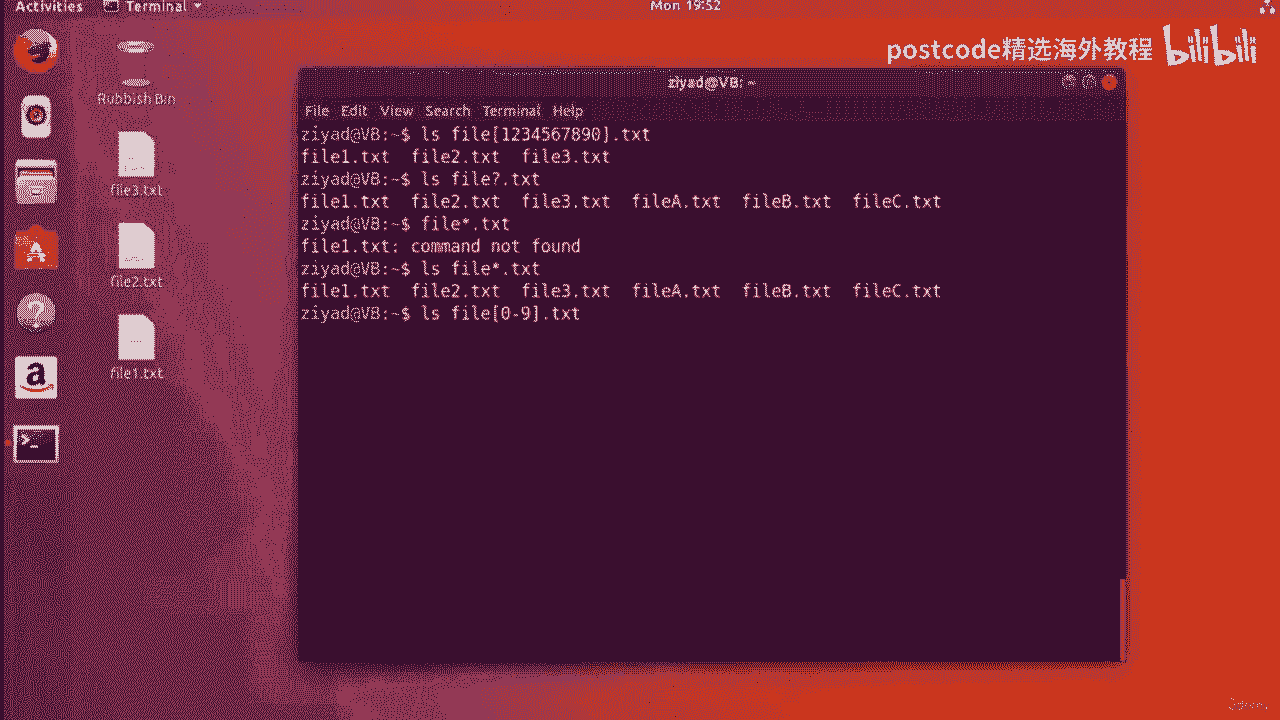 Activities Terminal
Mon 19:52
postcode精选海外教程 bilibili
Rubbish Bin
file3.txt
file2.txt
file1.txt
ziyad@VB: ~
File Edit View Search Terminal Help
ziyad@VB:~$ ls file[1234567890].txt
file1.txt file2.txt file3.txt
ziyad@VB:~$ ls file?.txt
file1.txt file2.txt file3.txt fileA.txt fileB.txt fileC.txt
ziyad@VB:~$ file*.txt
file1.txt: command not found
ziyad@VB:~$ ls file*.txt
file1.txt file2.txt file3.txt fileA.txt fileB.txt fileC.txt
ziyad@VB:~$ ls file[0-9].txt